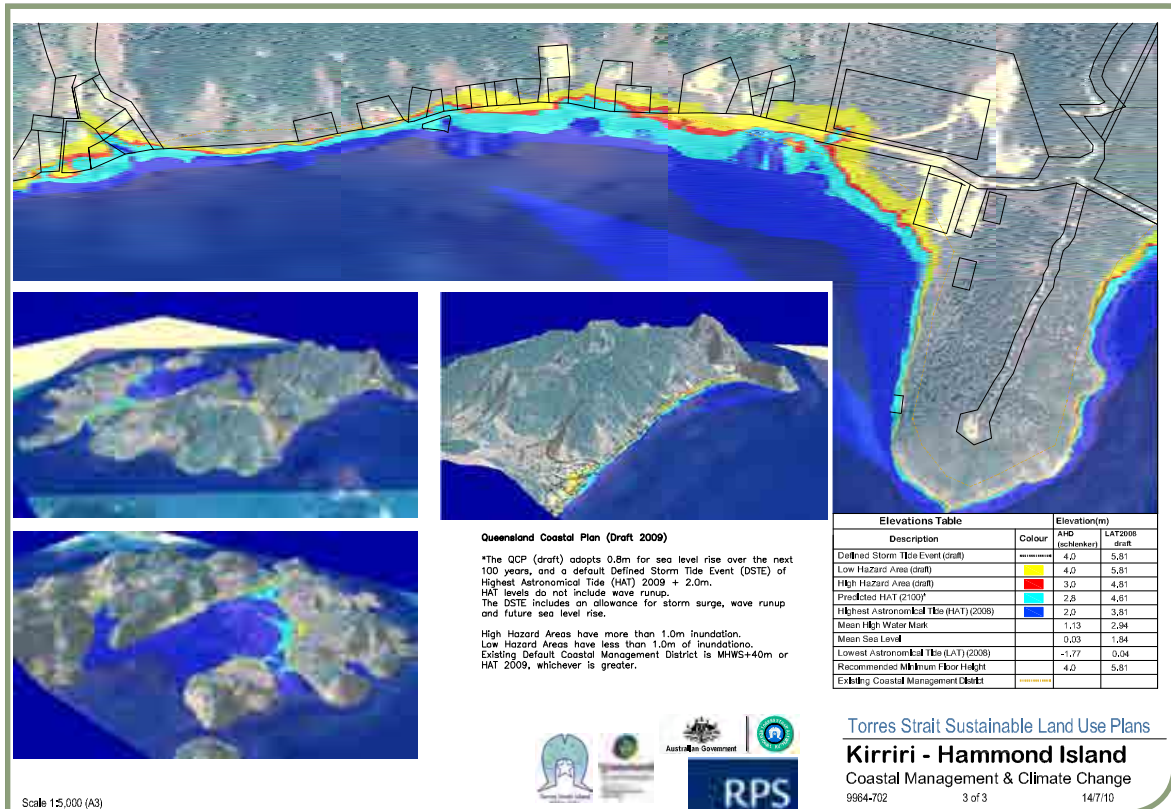 Queensland Coastal Plan (Draft 2009)
*The QCP (draft) adopts 0.8m for sea level rise over the next
100 years, and a default Defined Storm Tide Event (DSTE) of
Highest Astronomical Tide (HAT) 2009 + 2.0m.
HAT levels do not include wave runup.
The DSTE includes an allowance for storm surge, wave runup
and future sea level rise.
High Hazard Areas have more than 1.0m inundation.
Low Hazard Areas have less than 1.0m of inundationo.
Existing Default Coastal Management District is MHWS+40m or
HAT 2009, whichever is greater.
Elevations Table Elevation(m)
Description Colour AHD (schlenker) LAT2008 draft
Defined Storm Tide Event (draft) 4.0 5.81
Low Hazard Area (draft) 4.0 5.81
High Hazard Area (draft) 3.0 4.81
Predicted HAT (2100)* 2.8 4.61
Highest Astronomical Tide (HAT) (2008) 2.0 3.81
Mean High Water Mark 1.13 2.94
Mean Sea Level 0.03 1.84
Lowest Astronomical Tide (LAT) (2008) -1.77 0.04
Recommended Minimum Floor Height 4.0 5.81
Existing Coastal Management District
Torres Strait Island
Australian Government
RPS
Torres Strait Sustainable Land Use Plans
Kirriri - Hammond Island
Coastal Management & Climate Change
9964-702 3 of 3 14/7/10
Scale 1:5,000 (A3)